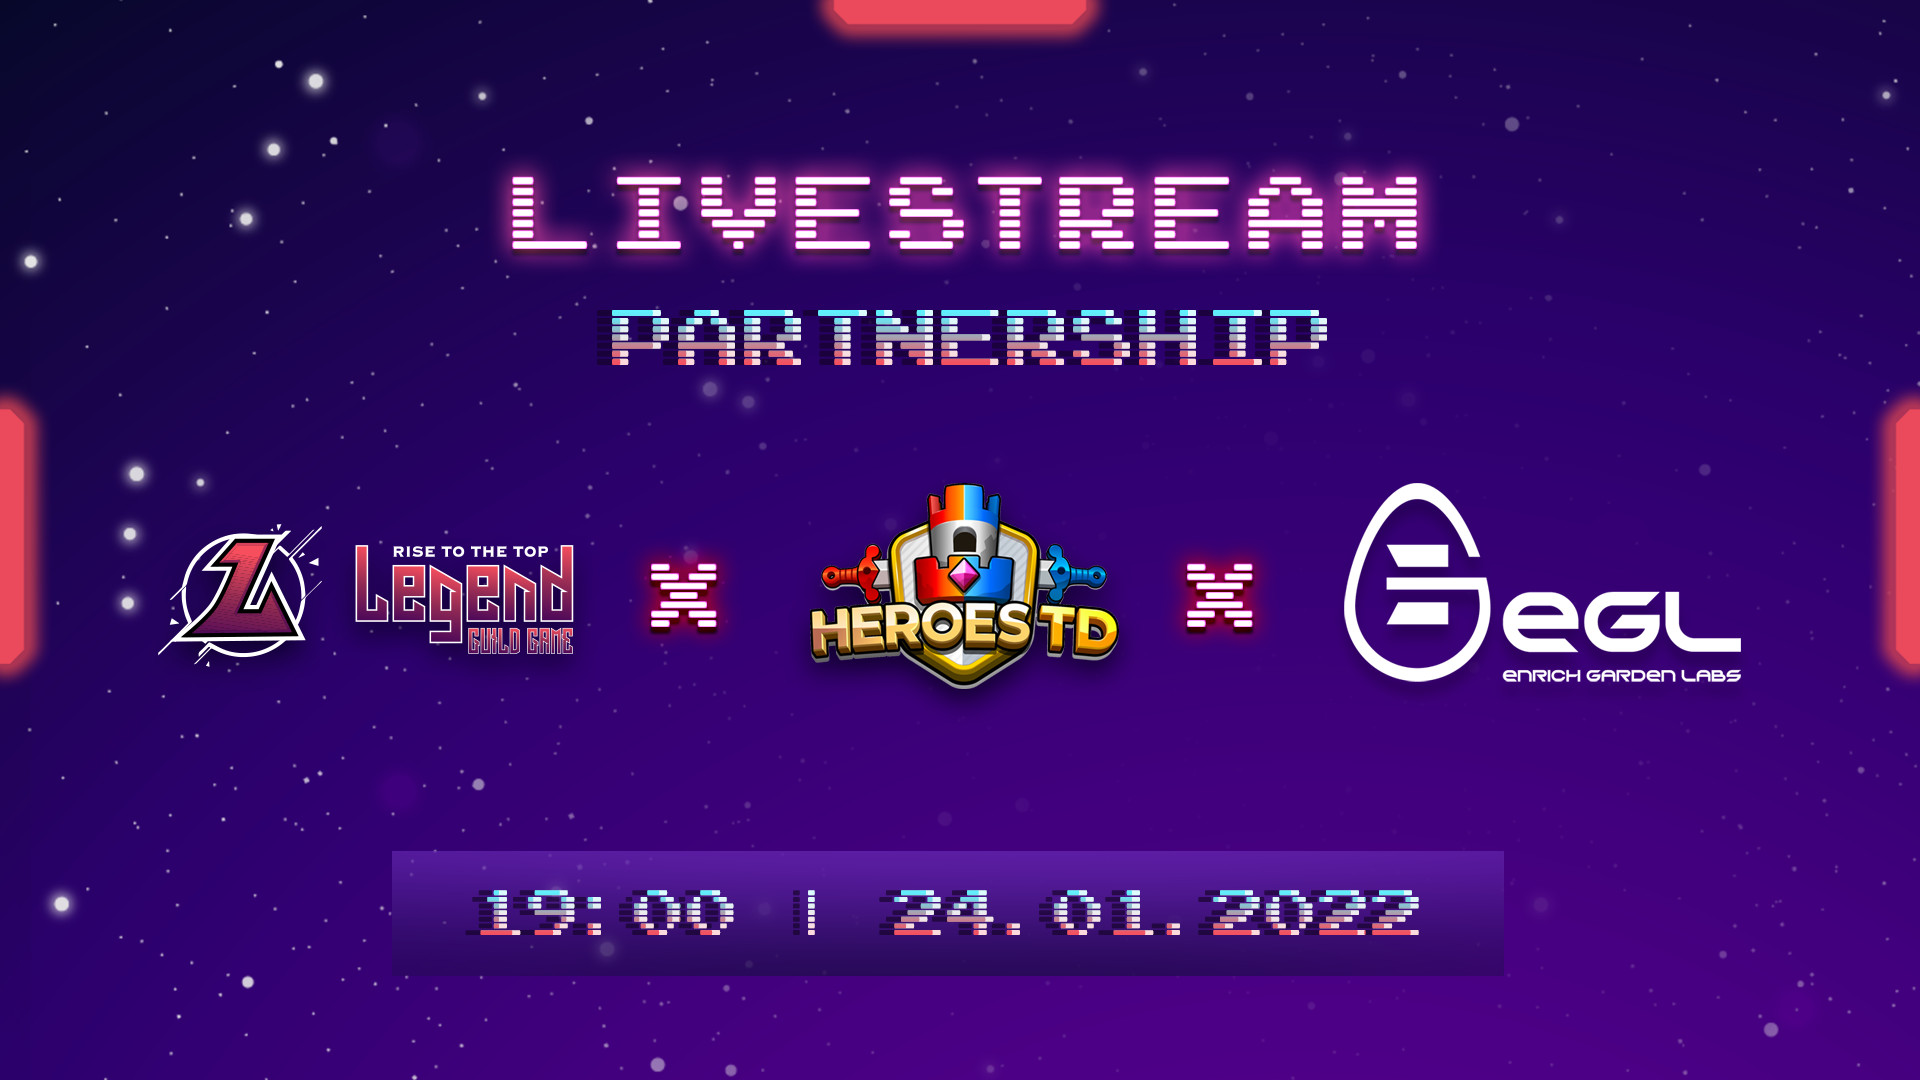 LIVESTREAM
PARTNERSHIP
RISE TO THE TOP
Legend
GUILD GAME
X
HEROES TD
X
eGL
enRICH GARDen LABS
19:00 | 24.01.2022